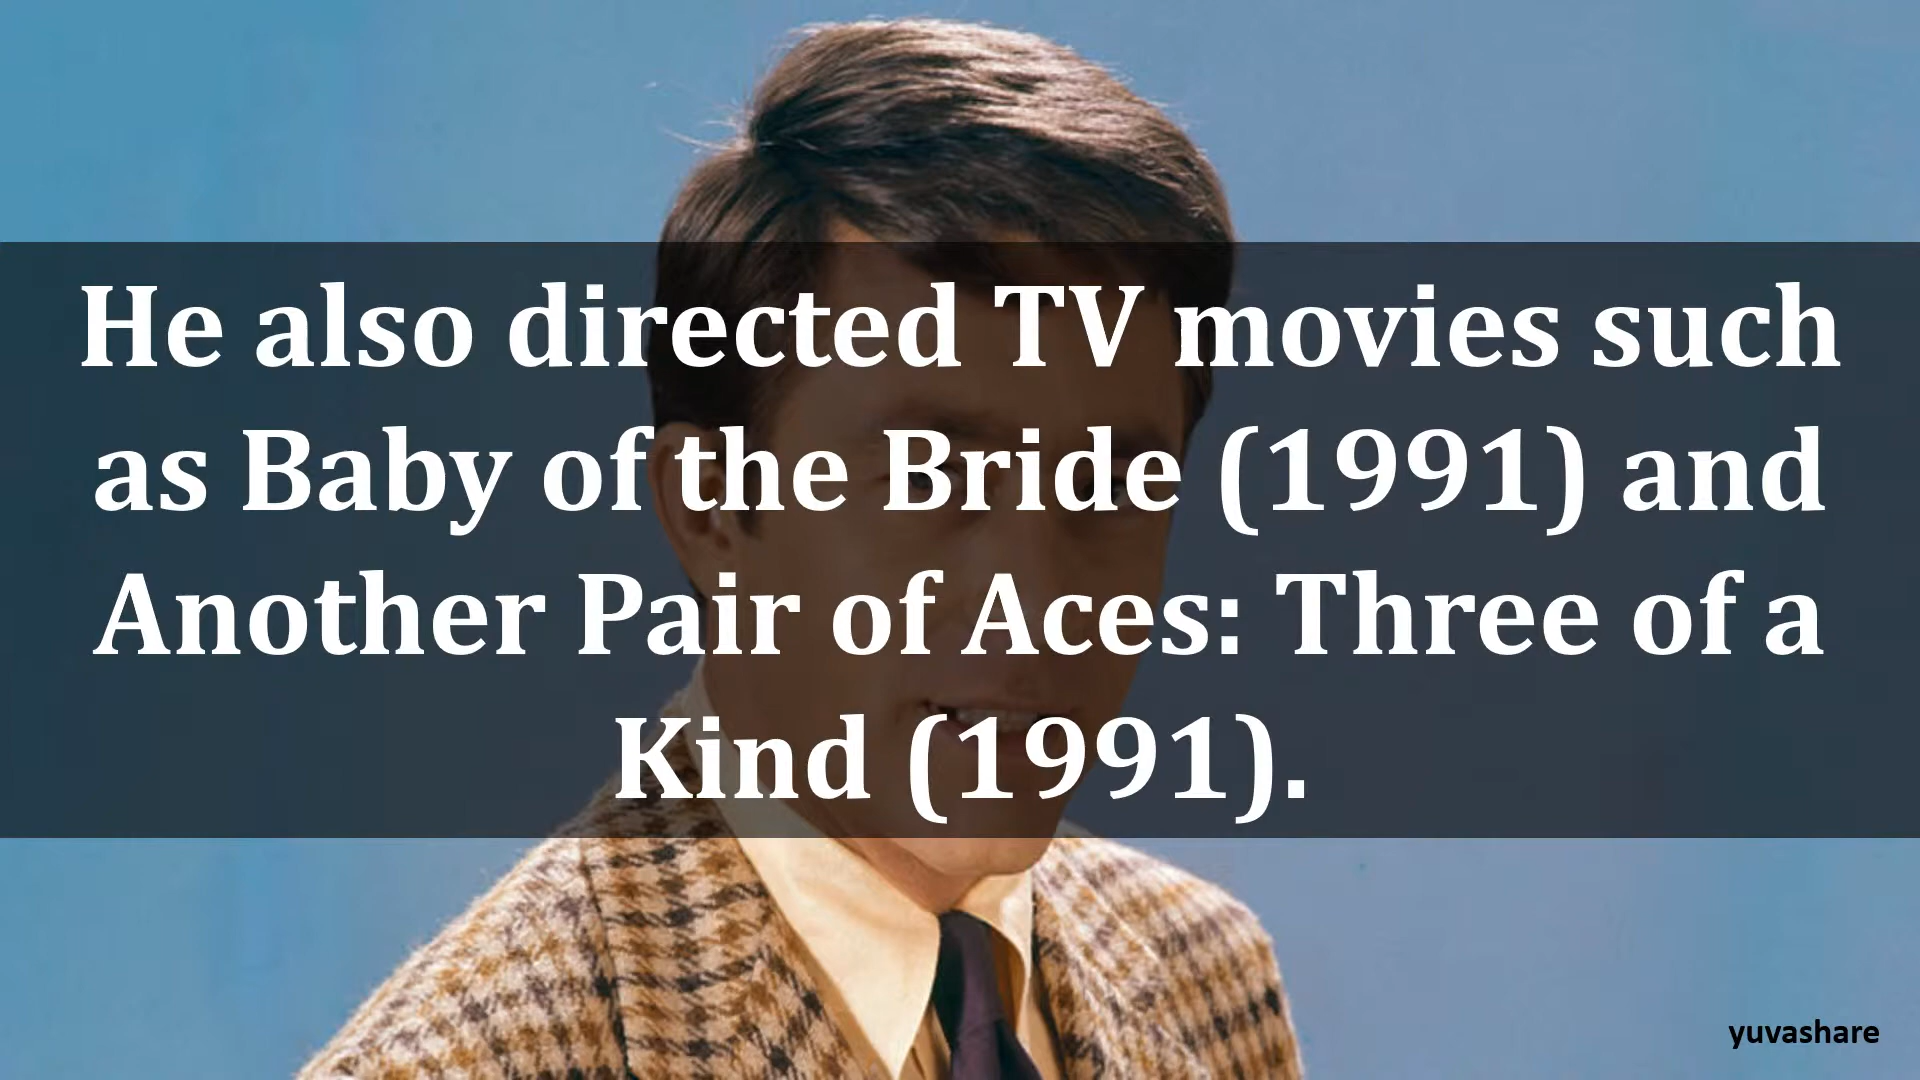 He also directed TV movies such
as Baby of the Bride (1991) and
Another Pair of Aces: Three of a
Kind (1991).
yuvashare